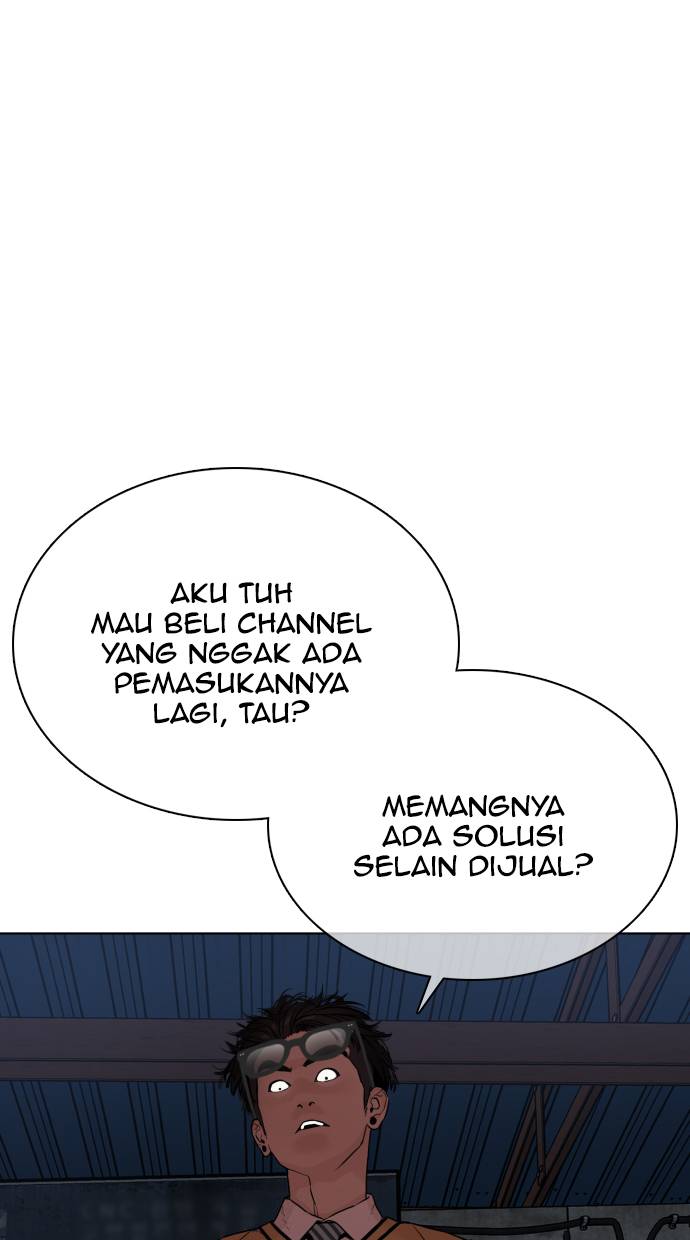 AKU TUH
MAU BELI CHANNEL
YANG NGGAK ADA
PEMASUKANNYA
LAGI, TAU?
MEMANGNYA
ADA SOLUSI
SELAIN DIJUAL?